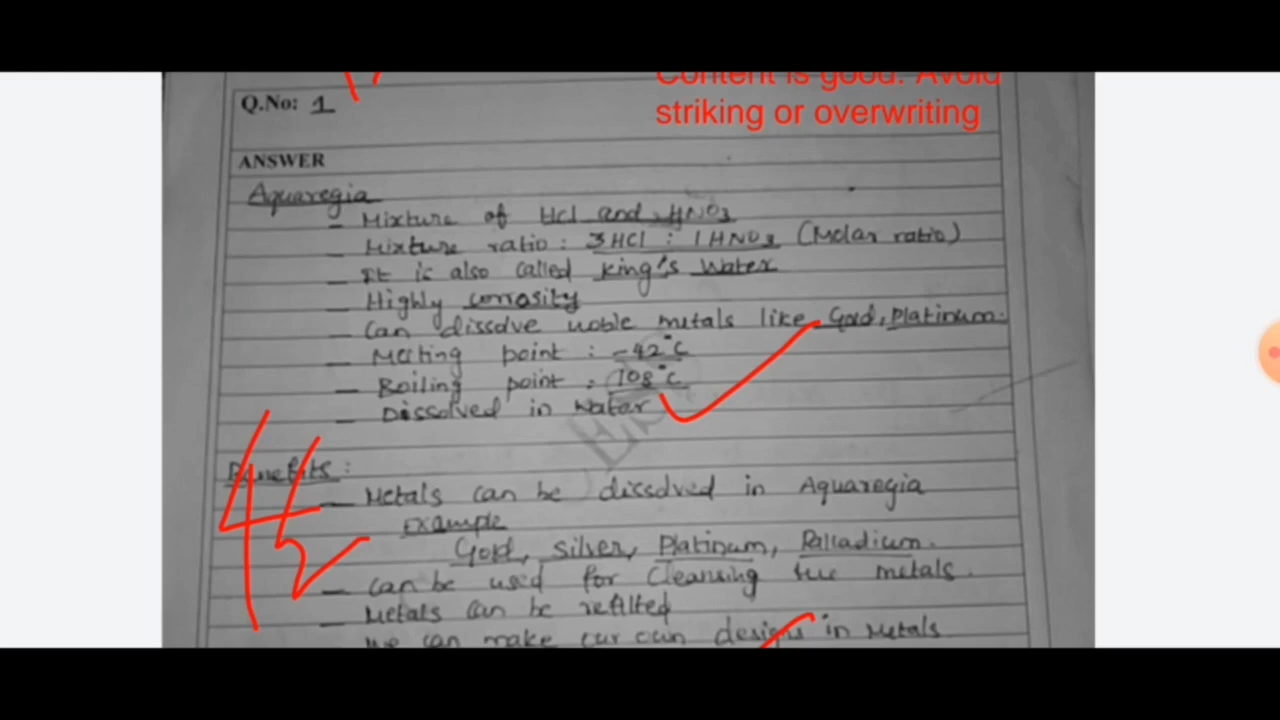 Content is good. Avoid
striking or overwriting
Q.No: 1
ANSWER
Aquaregia
- Mixture of HCl and HNO3
- Mixture ratio : 3HCl : 1HNO3 (Molar ratio)
- It is also called King's Water
- Highly corrosity
- Can dissolve noble metals like Gold, Platinum.
- Melting point : -42°C
- Boiling point : 108°C
- Dissolved in Water
Benefits :
- Metals can be dissolved in Aquaregia
Example
Gold, Silver, Platinum, Palladium.
- Can be used for Cleansing the metals.
- Metals can be
We can make our own designs in Metals